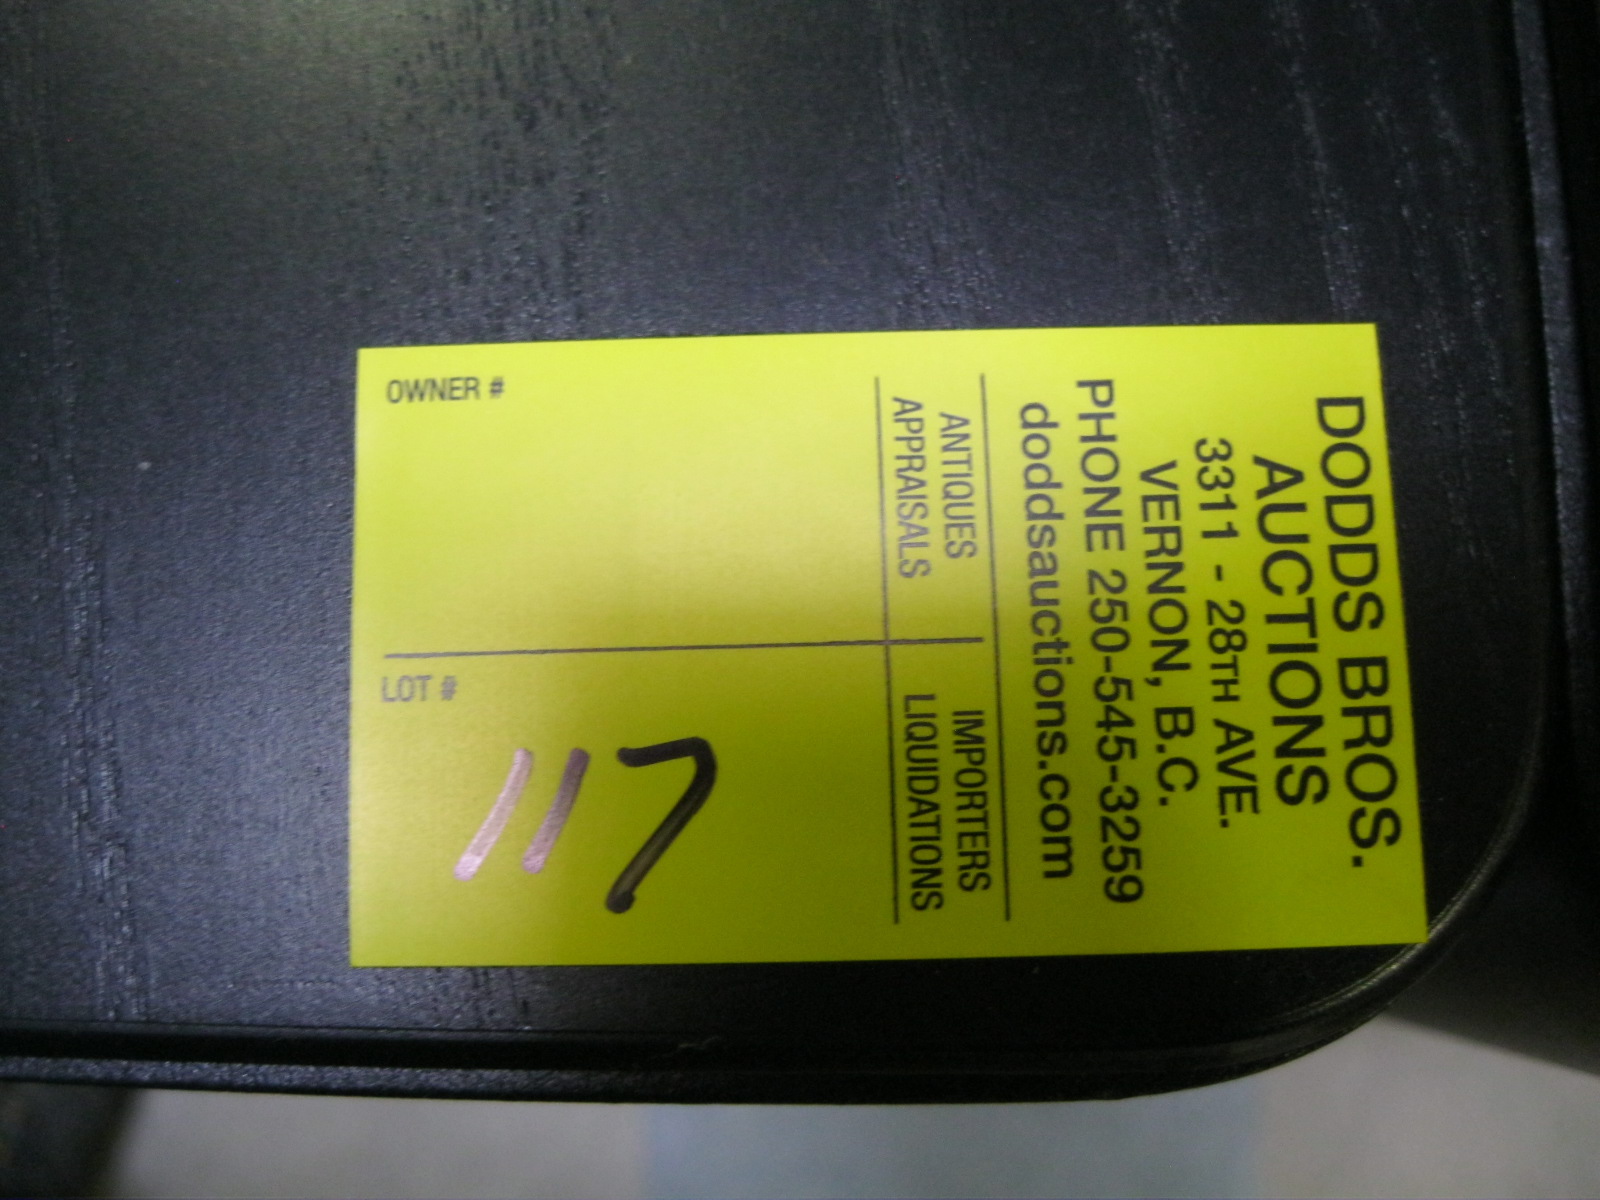 DODDS BROS.
AUCTIONS
3311 - 28TH AVE.
VERNON, B.C.
PHONE 250-545-3259
doddsauctions.com
ANTIQUES IMPORTERS
APPRAISALS LIQUIDATIONS
OWNER # LOT #
117